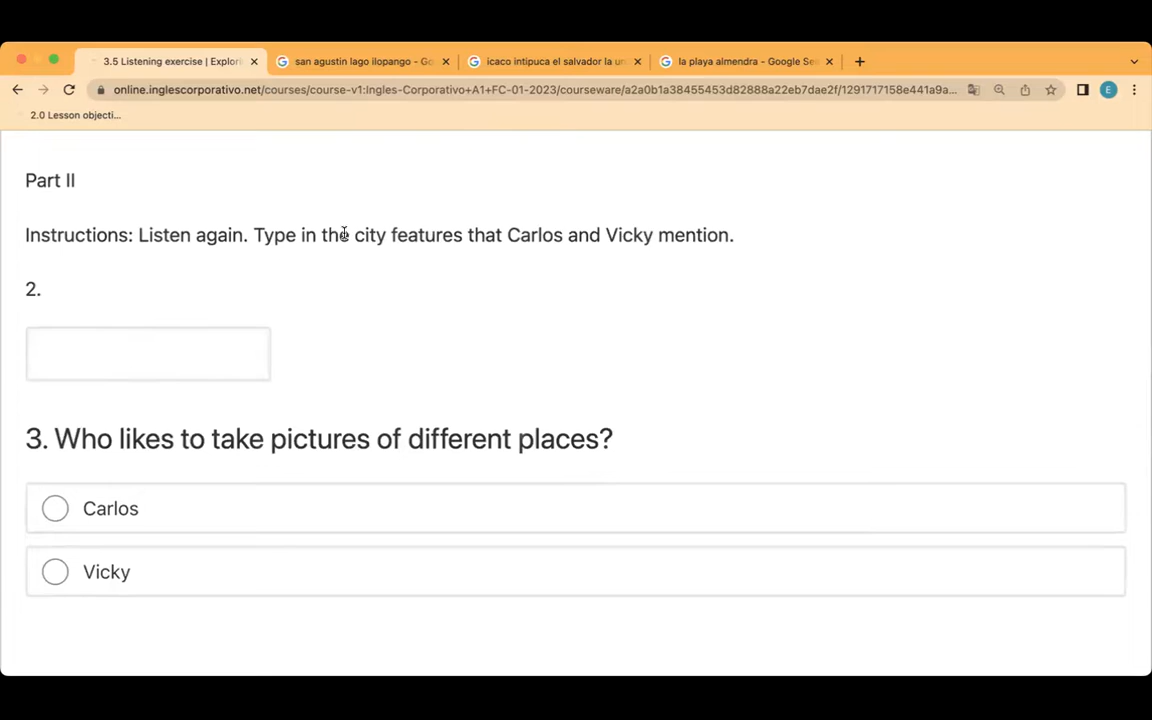 3.5 Listening exercise | Explori
san agustin lago ilopango - Go
icaco intipuca el salvador la un
la playa almendra - Google Se
online.inglescorporativo.net/courses/course-v1:Ingles-Corporativo+A1+FC-01-2023/courseware/a2a0b1a38455453d82888a22eb7dae2f/1291717158e441a9a...
E
2.0 Lesson objecti...
Part II
Instructions: Listen again. Type in the city features that Carlos and Vicky mention.
2.
3. Who likes to take pictures of different places?
Carlos
Vicky